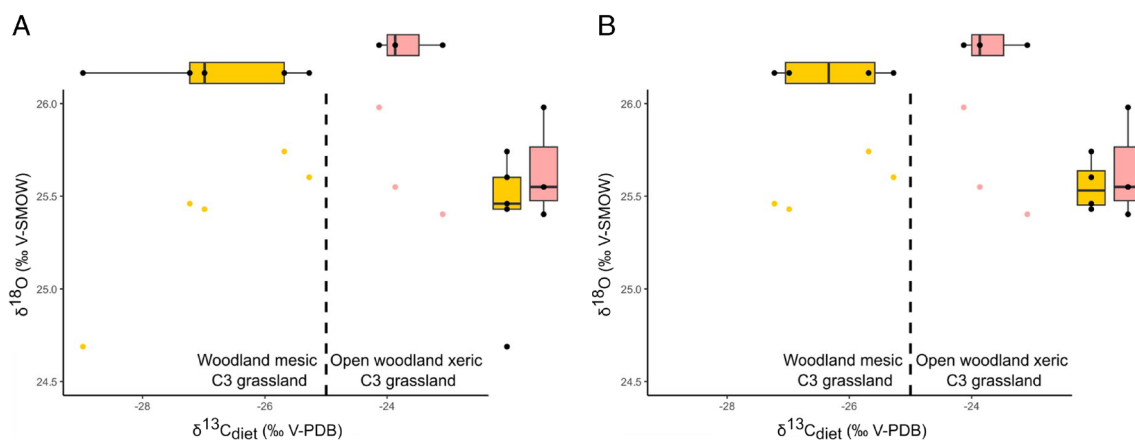 A
26.0
25.5
25.0
24.5
δ18O (‰ V-SMOW)
Woodland mesic
C3 grassland
Open woodland xeric
C3 grassland
-28
-26
-24
δ13Cdiet (‰ V-PDB)
B
26.0
25.5
25.0
24.5
δ18O (‰ V-SMOW)
Woodland mesic
C3 grassland
Open woodland xeric
C3 grassland
-28
-26
-24
δ13Cdiet (‰ V-PDB)